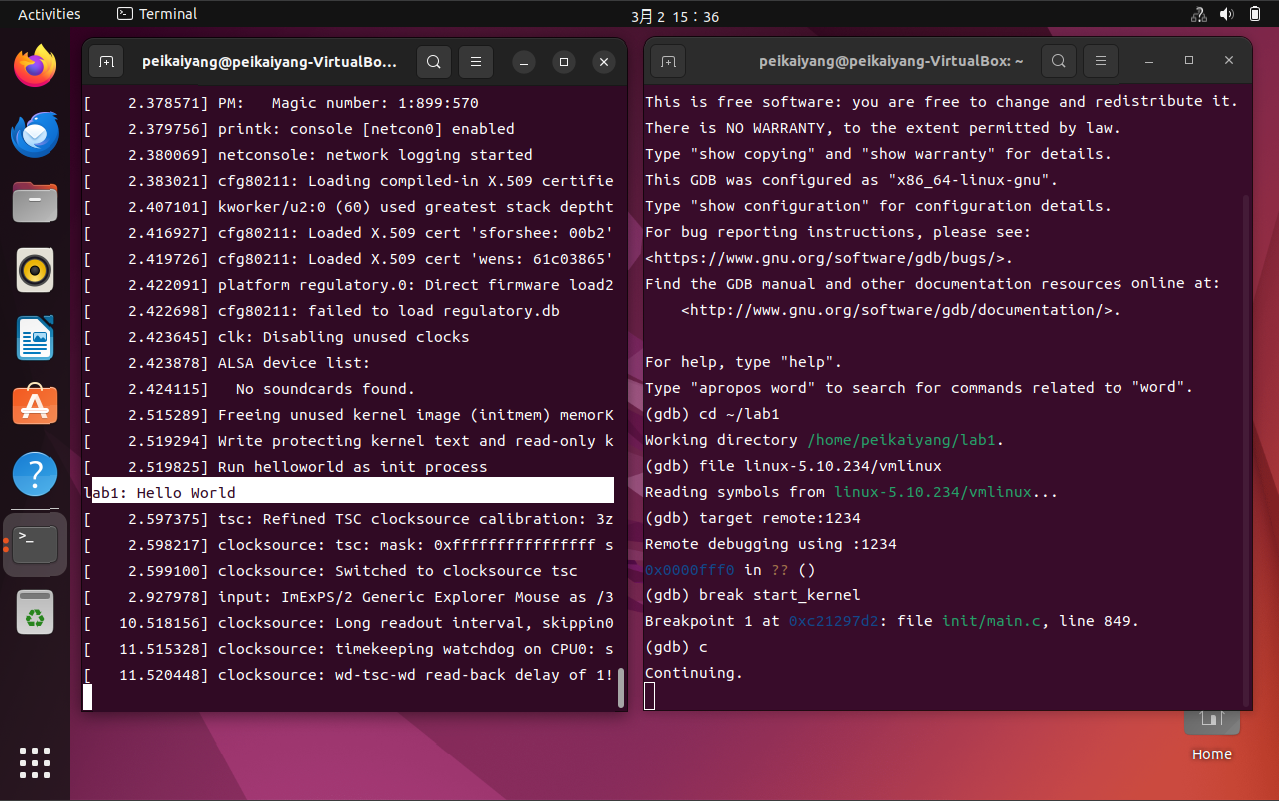 Activities
Terminal
3月 2 15：36
peikaiyang@peikaiyang-VirtualBo...
[    2.378571] PM:   Magic number: 1:899:570
[    2.379756] printk: console [netcon0] enabled
[    2.380069] netconsole: network logging started
[    2.383021] cfg80211: Loading compiled-in X.509 certifie
[    2.407101] kworker/u2:0 (60) used greatest stack deptht
[    2.416927] cfg80211: Loaded X.509 cert 'sforshee: 00b2'
[    2.419726] cfg80211: Loaded X.509 cert 'wens: 61c03865'
[    2.422091] platform regulatory.0: Direct firmware load2
[    2.422698] cfg80211: failed to load regulatory.db
[    2.423645] clk: Disabling unused clocks
[    2.423878] ALSA device list:
[    2.424115]   No soundcards found.
[    2.515289] Freeing unused kernel image (initmem) memorK
[    2.519294] Write protecting kernel text and read-only k
[    2.519825] Run helloworld as init process
lab1: Hello World
[    2.597375] tsc: Refined TSC clocksource calibration: 3z
[    2.598217] clocksource: tsc: mask: 0xffffffffffffffff s
[    2.599100] clocksource: Switched to clocksource tsc
[    2.927978] input: ImExPS/2 Generic Explorer Mouse as /3
[   10.518156] clocksource: Long readout interval, skippin0
[   11.515328] clocksource: timekeeping watchdog on CPU0: s
[   11.520448] clocksource: wd-tsc-wd read-back delay of 1!
peikaiyang@peikaiyang-VirtualBox: ~
This is free software: you are free to change and redistribute it.
There is NO WARRANTY, to the extent permitted by law.
Type "show copying" and "show warranty" for details.
This GDB was configured as "x86_64-linux-gnu".
Type "show configuration" for configuration details.
For bug reporting instructions, please see:
<https://www.gnu.org/software/gdb/bugs/>.
Find the GDB manual and other documentation resources online at:
    <http://www.gnu.org/software/gdb/documentation/>.
For help, type "help".
Type "apropos word" to search for commands related to "word".
(gdb) cd ~/lab1
Working directory /home/peikaiyang/lab1.
(gdb) file linux-5.10.234/vmlinux
Reading symbols from linux-5.10.234/vmlinux...
(gdb) target remote:1234
Remote debugging using :1234
0x0000fff0 in ?? ()
(gdb) break start_kernel
Breakpoint 1 at 0xc21297d2: file init/main.c, line 849.
(gdb) c
Continuing.
Home